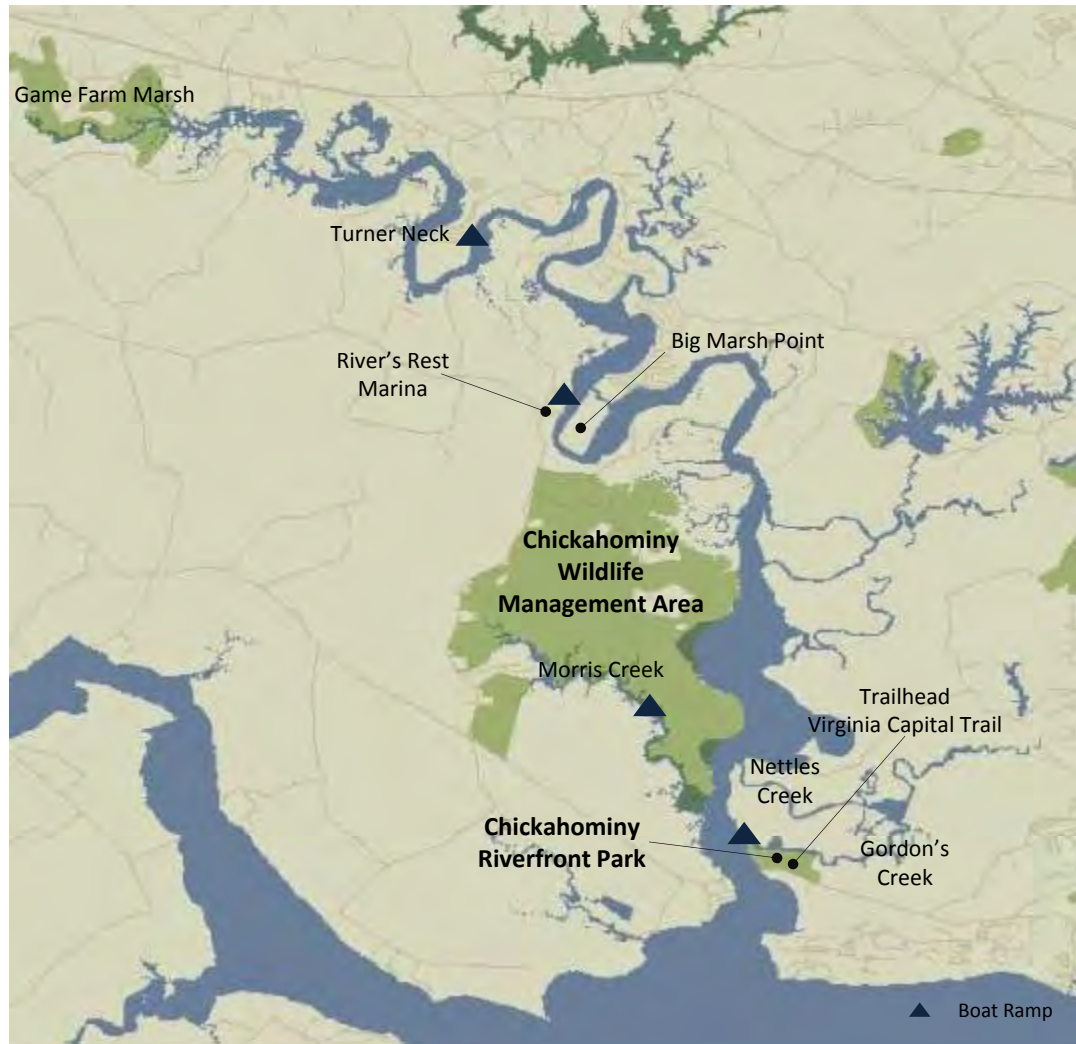 Game Farm Marsh
Turner Neck
Big Marsh Point
River's Rest
Marina
Chickahominy
Wildlife
Management Area
Morris Creek
Trailhead
Virginia Capital Trail
Nettles
Creek
Chickahominy
Riverfront Park
Gordon's
Creek
Boat Ramp